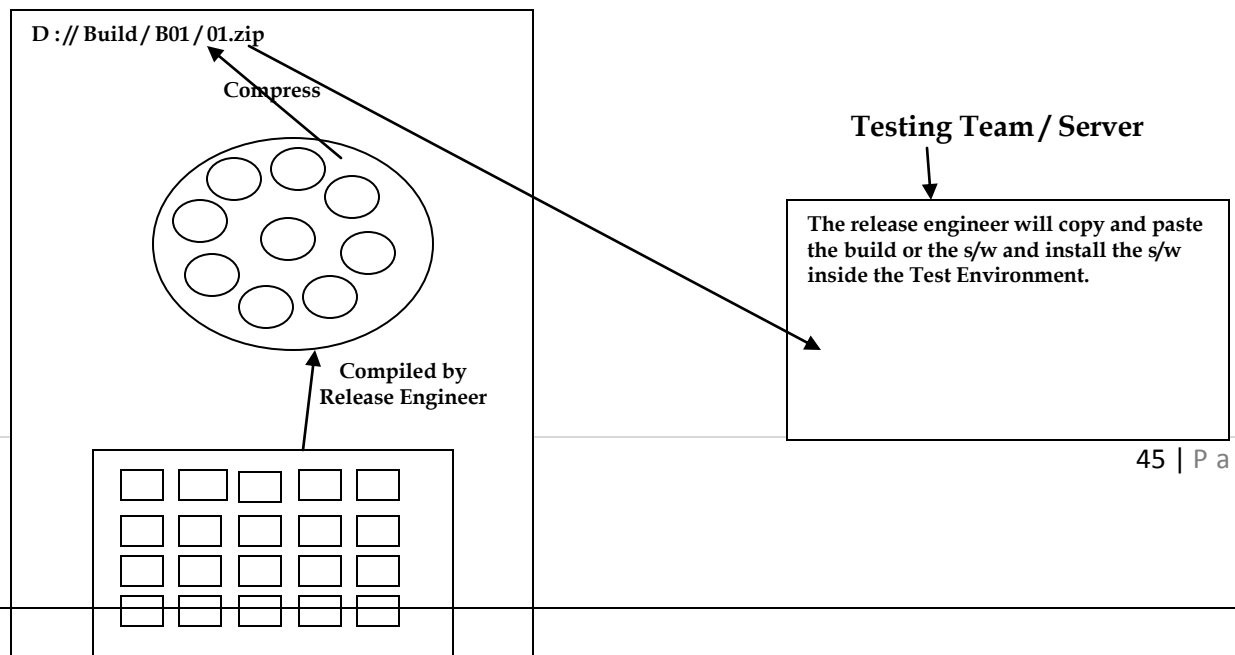 D : // Build / B01 / 01.zip
Compress
Testing Team / Server
The release engineer will copy and paste
the build or the s/w and install the s/w
inside the Test Environment.
Compiled by
Release Engineer
45 | P a